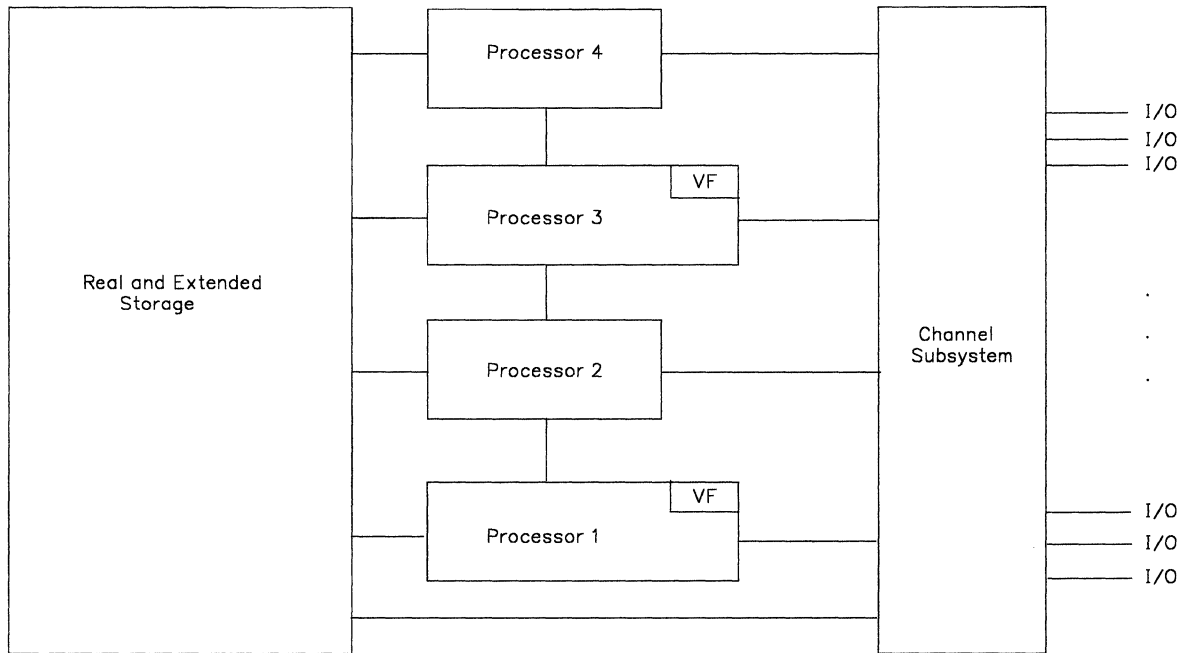 Processor 4
I/O
I/O
I/O
VF
Processor 3
Real and Extended
Storage
Channel
Subsystem
Processor 2
VF
Processor 1
I/O
I/O
I/O